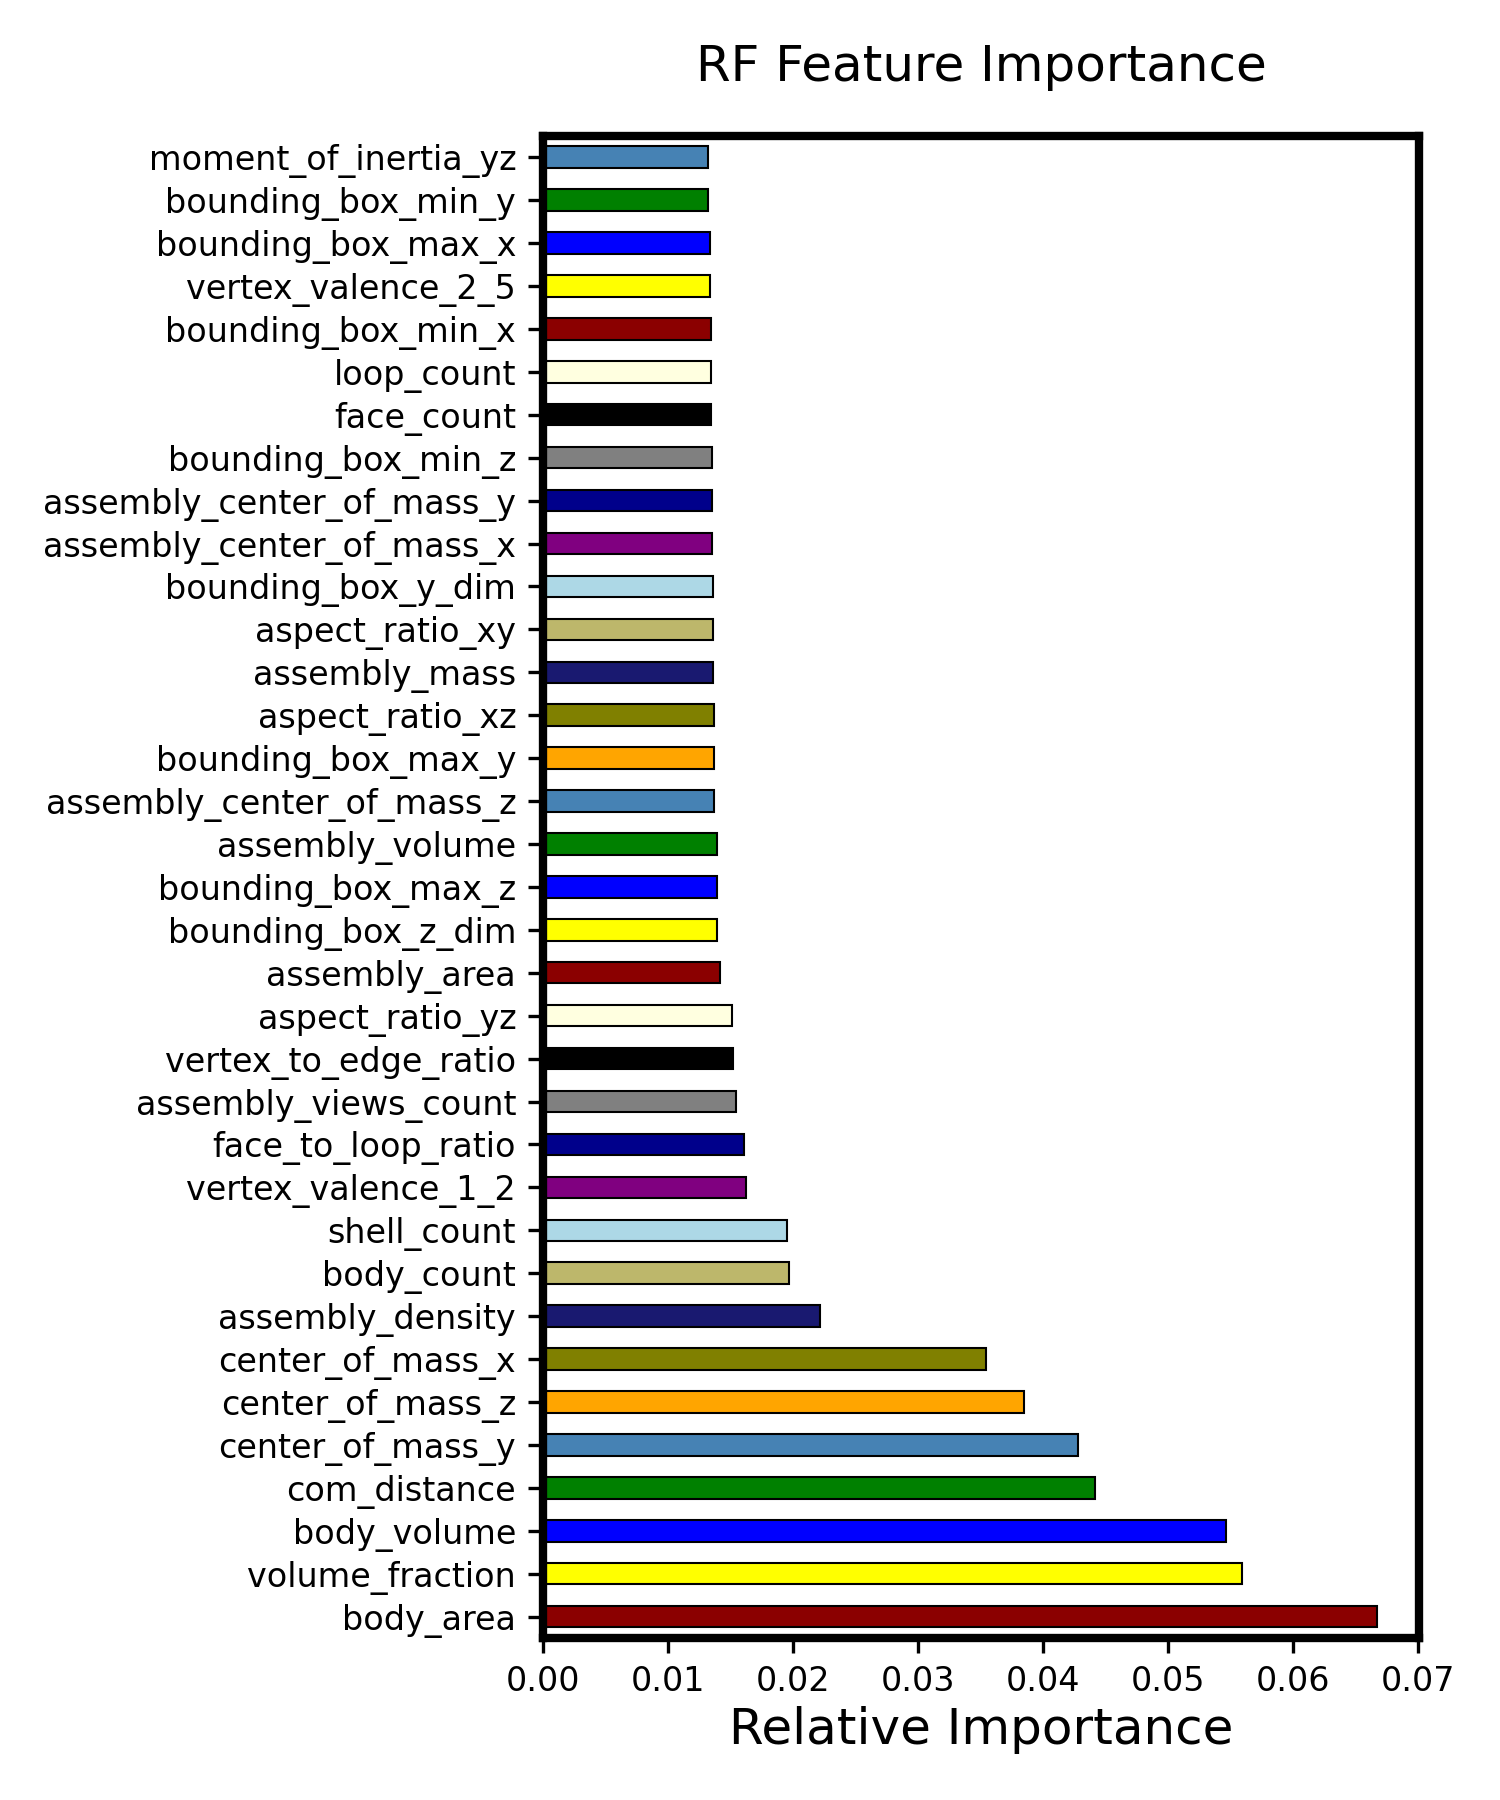 RF Feature Importance
moment_of_inertia_yz
bounding_box_min_y
bounding_box_max_x
vertex_valence_2_5
bounding_box_min_x
loop_count
face_count
bounding_box_min_z
assembly_center_of_mass_y
assembly_center_of_mass_x
bounding_box_y_dim
aspect_ratio_xy
assembly_mass
aspect_ratio_xz
bounding_box_max_y
assembly_center_of_mass_z
assembly_volume
bounding_box_max_z
bounding_box_z_dim
assembly_area
aspect_ratio_yz
vertex_to_edge_ratio
assembly_views_count
face_to_loop_ratio
vertex_valence_1_2
shell_count
body_count
assembly_density
center_of_mass_x
center_of_mass_z
center_of_mass_y
com_distance
body_volume
volume_fraction
body_area
0.00 0.01 0.02 0.03 0.04 0.05 0.06 0.07
Relative Importance